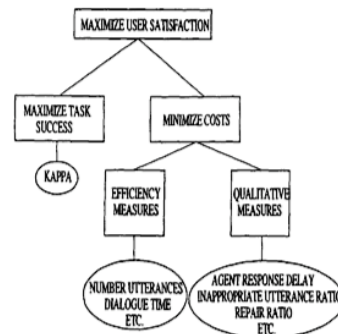 MAXIMIZE USER SATISFACTION
MAXIMIZE TASK
SUCCESS
MINIMIZE COSTS
KAPPA
EFFICIENCY
MEASURES
QUALITATIVE
MEASURES
NUMBER UTTERANCES
DIALOGUE TIME
ETC.
AGENT RESPONSE DELAY
INAPPROPRIATE UTTERANCE RATIO
REPAIR RATIO
ETC.